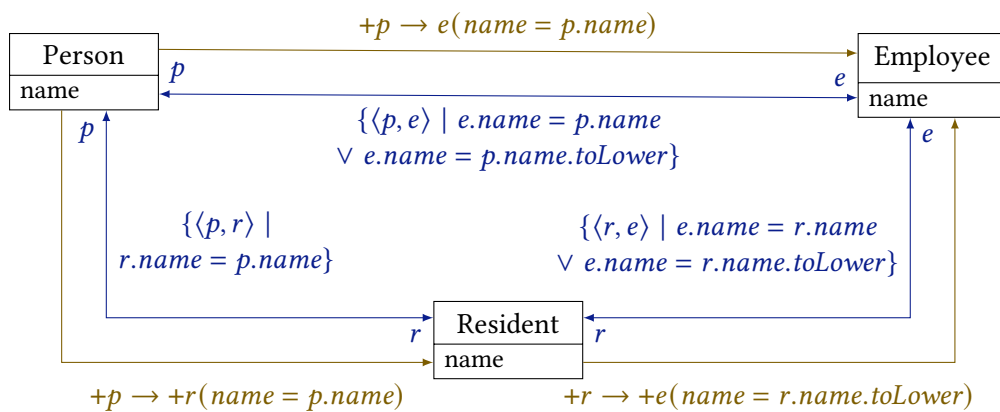 +p → e(name = p.name)
Person
Employee
name
name
p
e
p
e
{⟨p, e⟩ | e.name = p.name
∨ e.name = p.name.toLower}
{⟨p, r⟩ |
r.name = p.name}
{⟨r, e⟩ | e.name = r.name
∨ e.name = r.name.toLower}
r
Resident
r
name
+p → +r(name = p.name)
+r → +e(name = r.name.toLower)